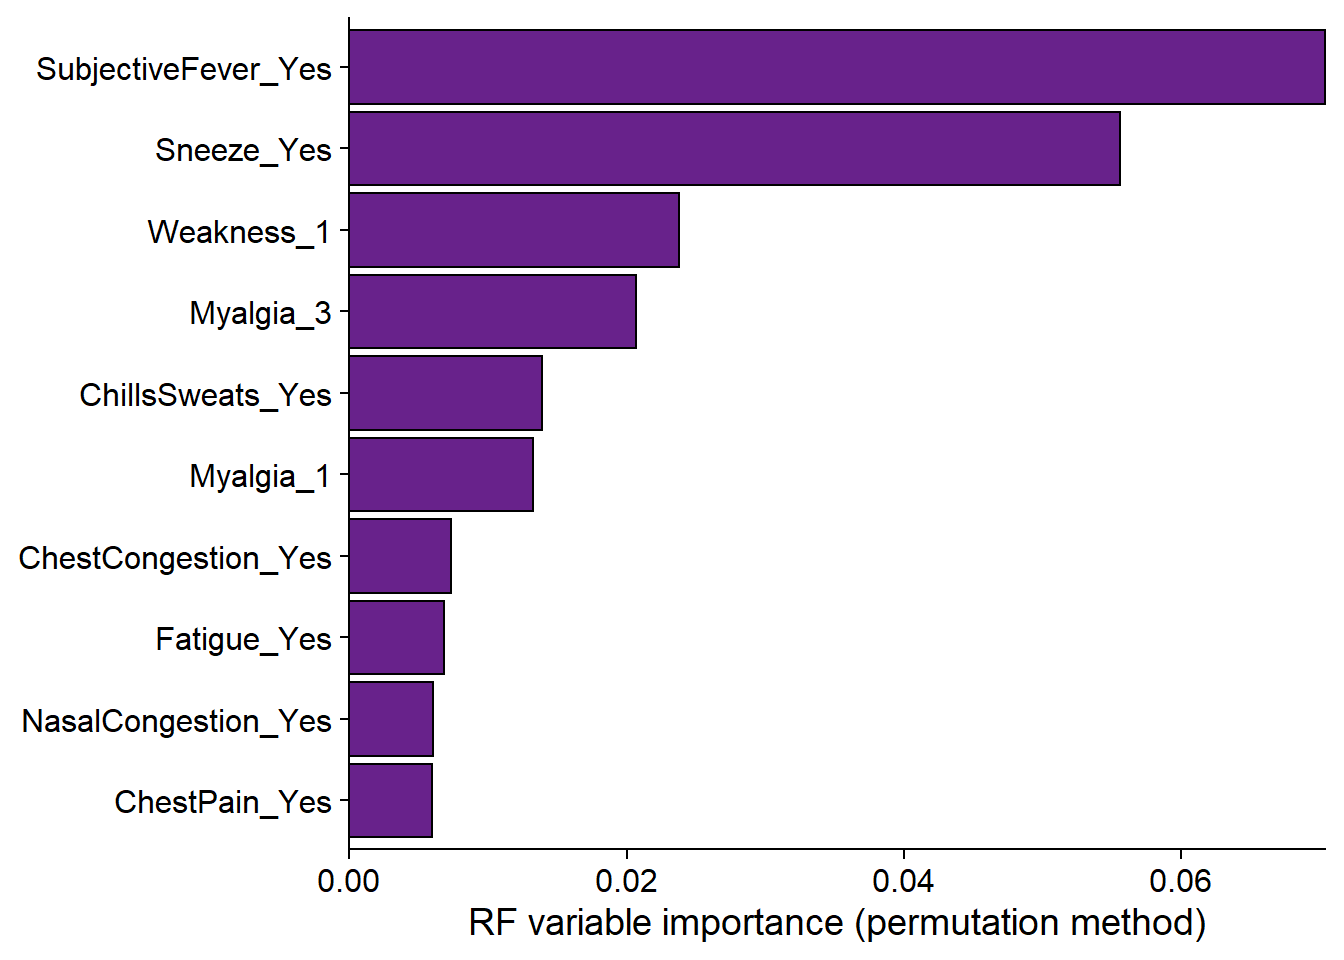 SubjectiveFever_Yes
Sneeze_Yes
Weakness_1
Myalgia_3
ChillsSweats_Yes
Myalgia_1
ChestCongestion_Yes
Fatigue_Yes
NasalCongestion_Yes
ChestPain_Yes
0.00 0.02 0.04 0.06
RF variable importance (permutation method)